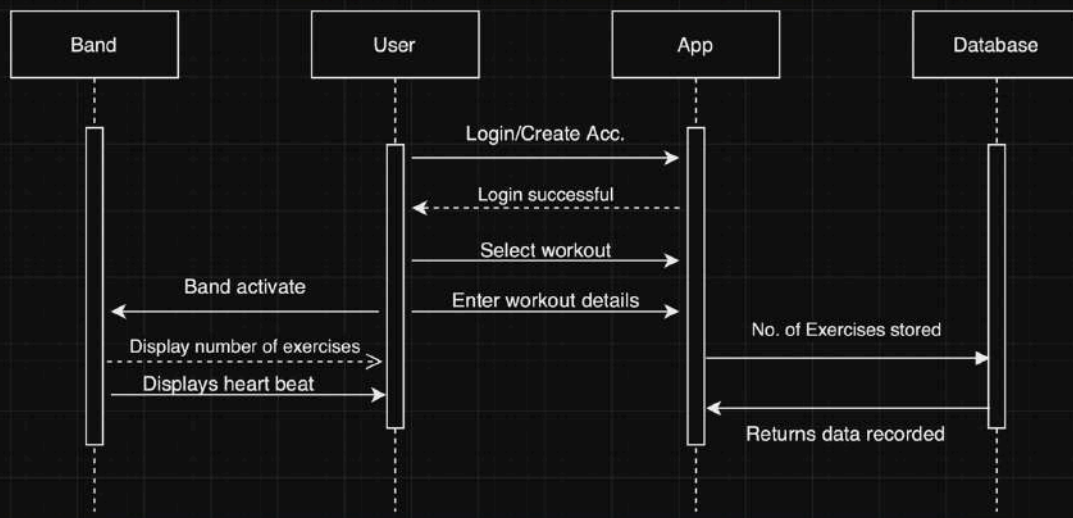 Band
User
App
Database
Login/Create Acc.
Login successful
Select workout
Band activate
Enter workout details
No. of Exercises stored
Display number of exercises
Displays heart beat
Returns data recorded